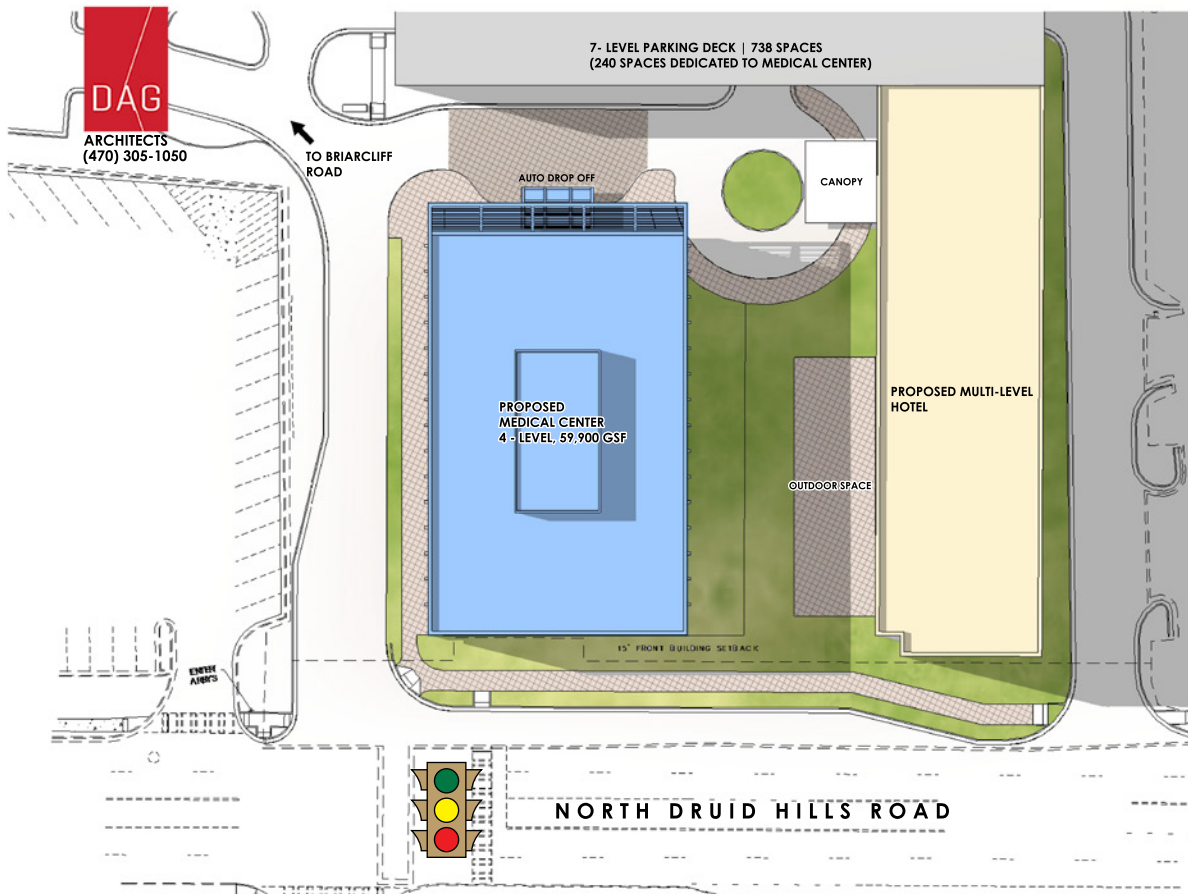 7- LEVEL PARKING DECK | 738 SPACES
(240 SPACES DEDICATED TO MEDICAL CENTER)
DAG
ARCHITECTS
(470) 305-1050
TO BRIARCLIFF
ROAD
AUTO DROP OFF
CANOPY
PROPOSED
MEDICAL CENTER
4 - LEVEL, 59,900 GSF
PROPOSED MULTI-LEVEL
HOTEL
OUTDOOR SPACE
15' FRONT BUILDING SETBACK
ENTER
ARBY'S
NORTH DRUID HILLS ROAD